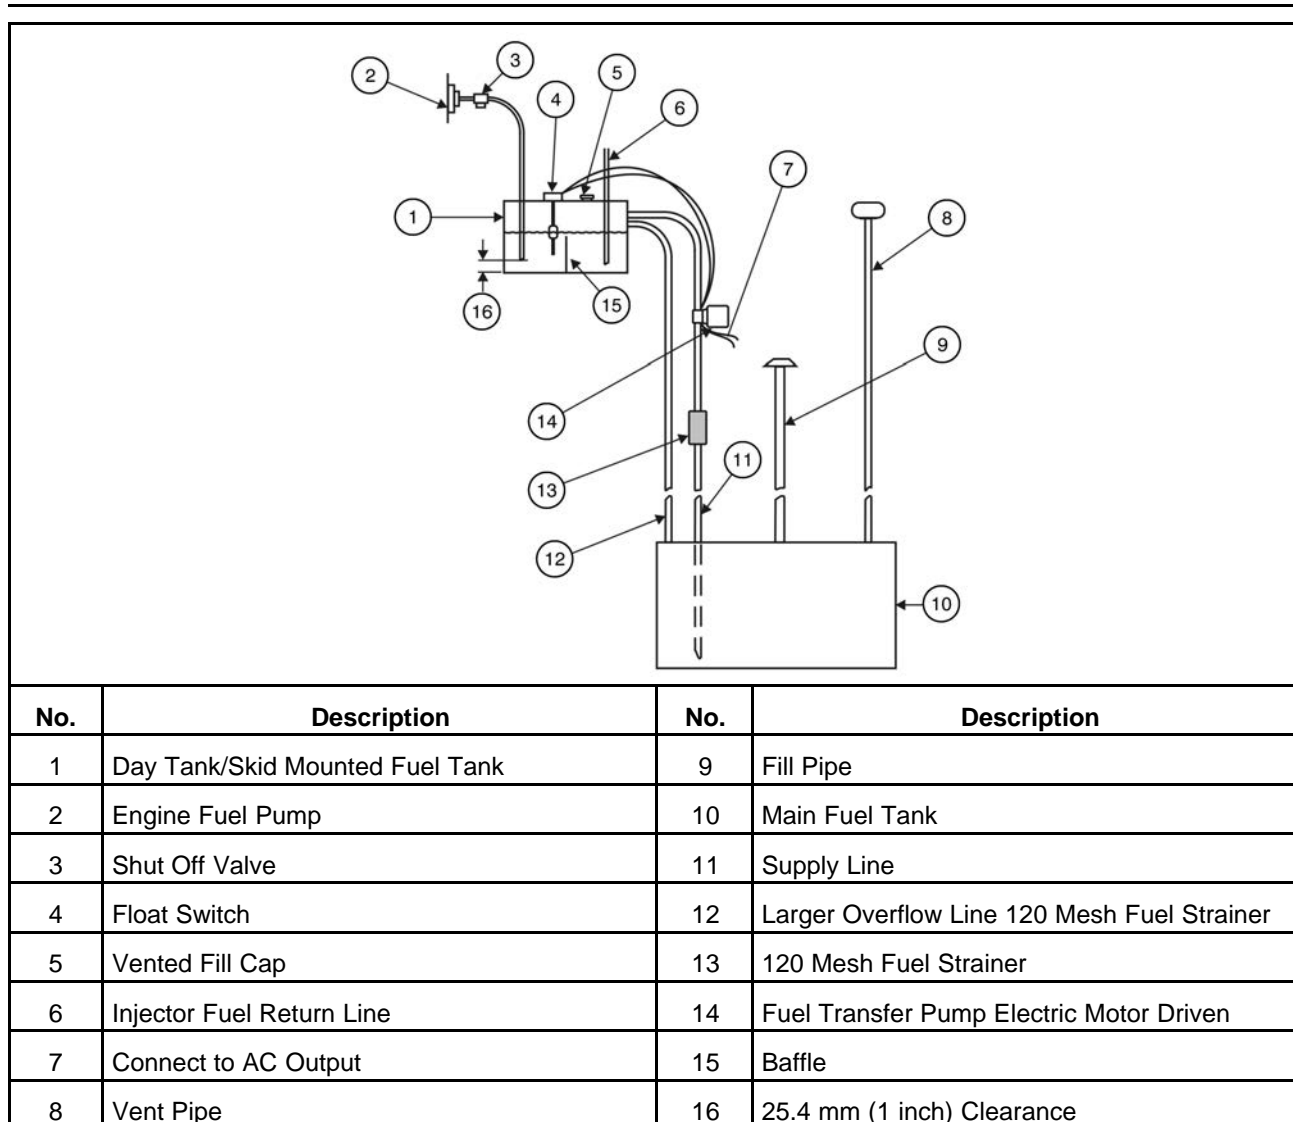 3
5
2
4
6
7
1
8
15
16
9
14
11
13
12
10
No. Description No. Description
1 Day Tank/Skid Mounted Fuel Tank 9 Fill Pipe
2 Engine Fuel Pump 10 Main Fuel Tank
3 Shut Off Valve 11 Supply Line
4 Float Switch 12 Larger Overflow Line 120 Mesh Fuel Strainer
5 Vented Fill Cap 13 120 Mesh Fuel Strainer
6 Injector Fuel Return Line 14 Fuel Transfer Pump Electric Motor Driven
7 Connect to AC Output 15 Baffle
8 Vent Pipe 16 25.4 mm (1 inch) Clearance